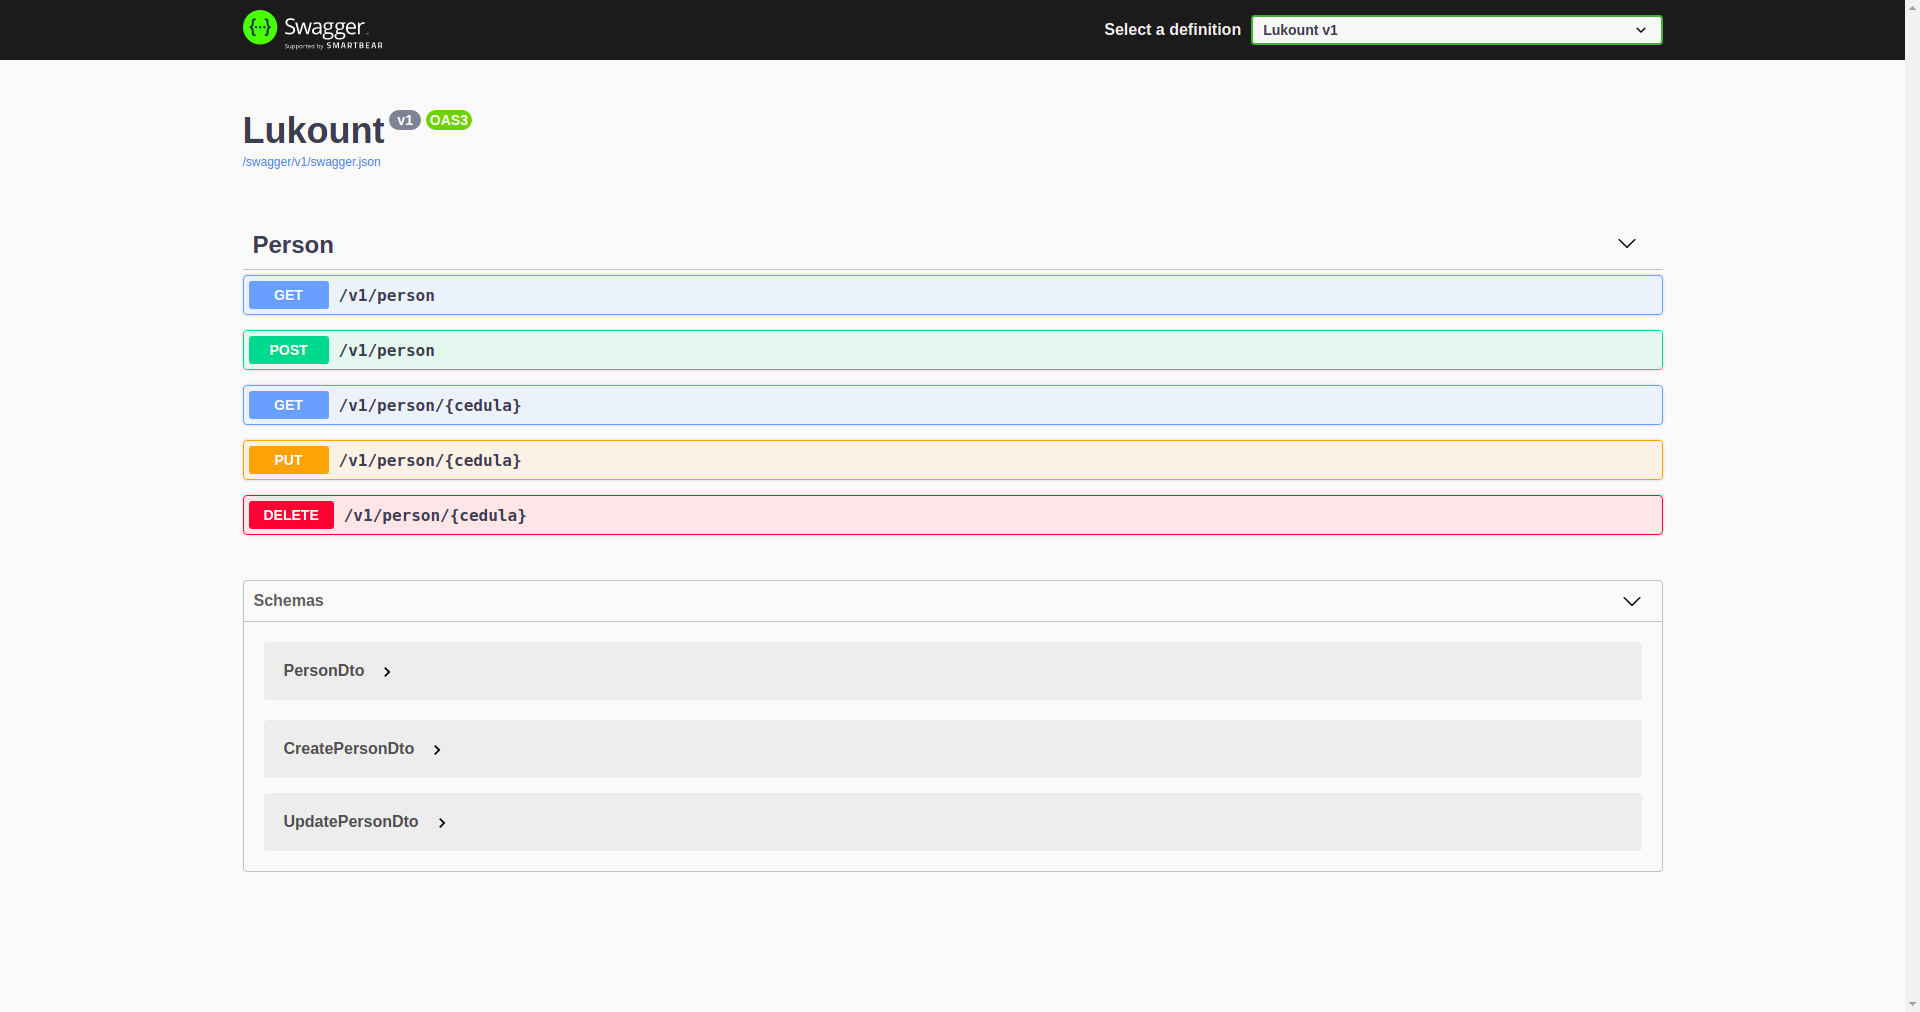 Swagger
Supported by SMARTBEAR
Select a definition
Lukount v1
Lukount v1 OAS3
/swagger/v1/swagger.json
Person
GET /v1/person
POST /v1/person
GET /v1/person/{cedula}
PUT /v1/person/{cedula}
DELETE /v1/person/{cedula}
Schemas
PersonDto
CreatePersonDto
UpdatePersonDto